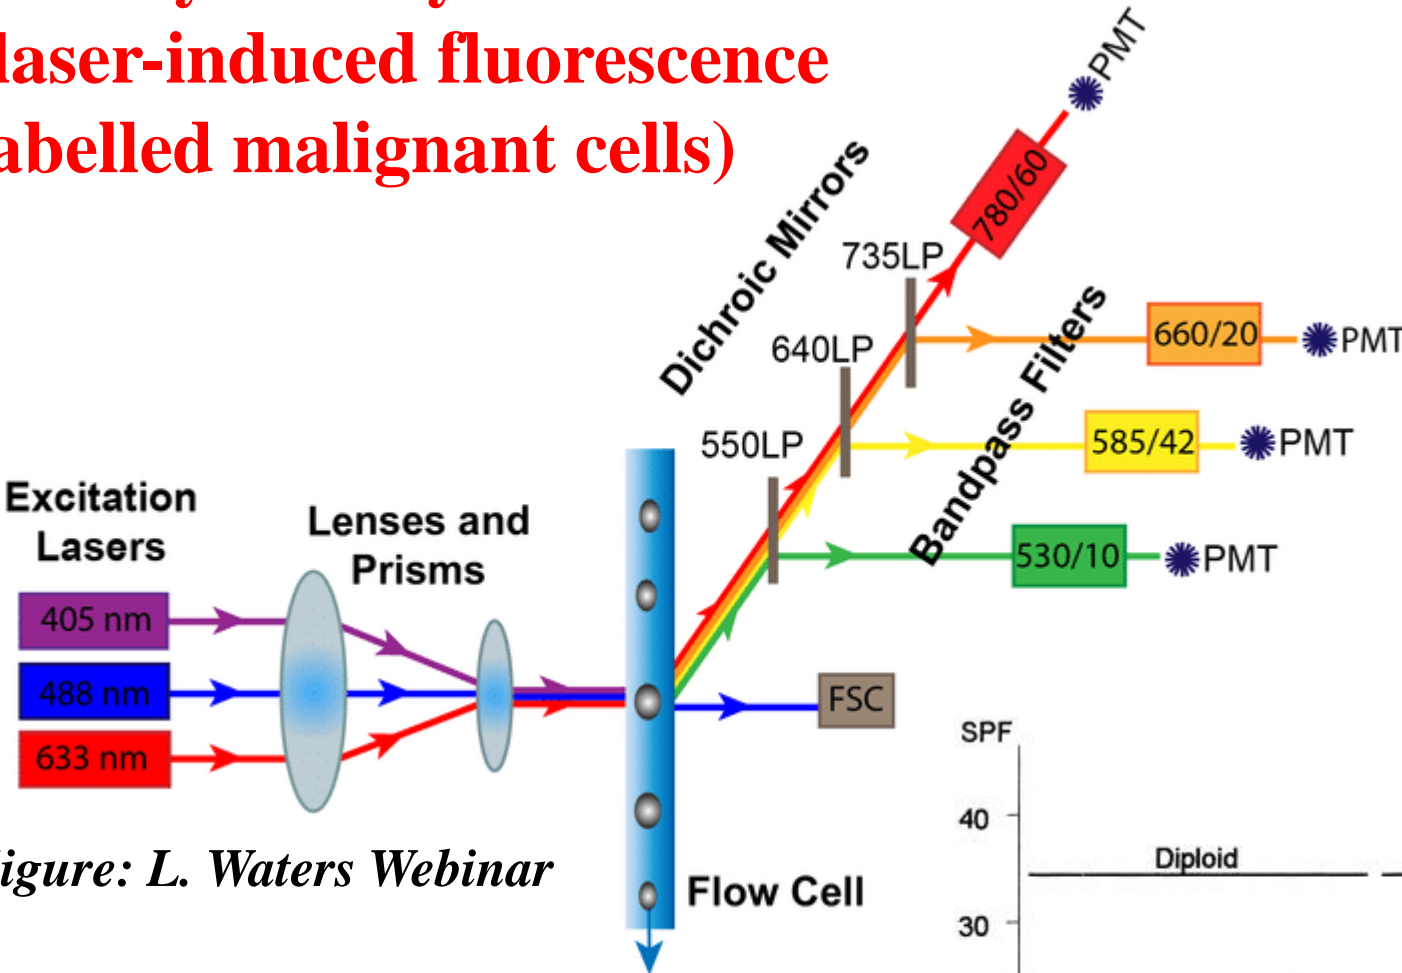 laser-induced fluorescence
abelled malignant cells)
PMT
780/60
Dichroic Mirrors
735LP
660/20
PMT
640LP
Bandpass Filters
585/42
PMT
550LP
530/10
PMT
Excitation
Lasers
Lenses and
Prisms
405 nm
488 nm
633 nm
FSC
SPF
40
Diploid
30
igure: L. Waters Webinar
Flow Cell